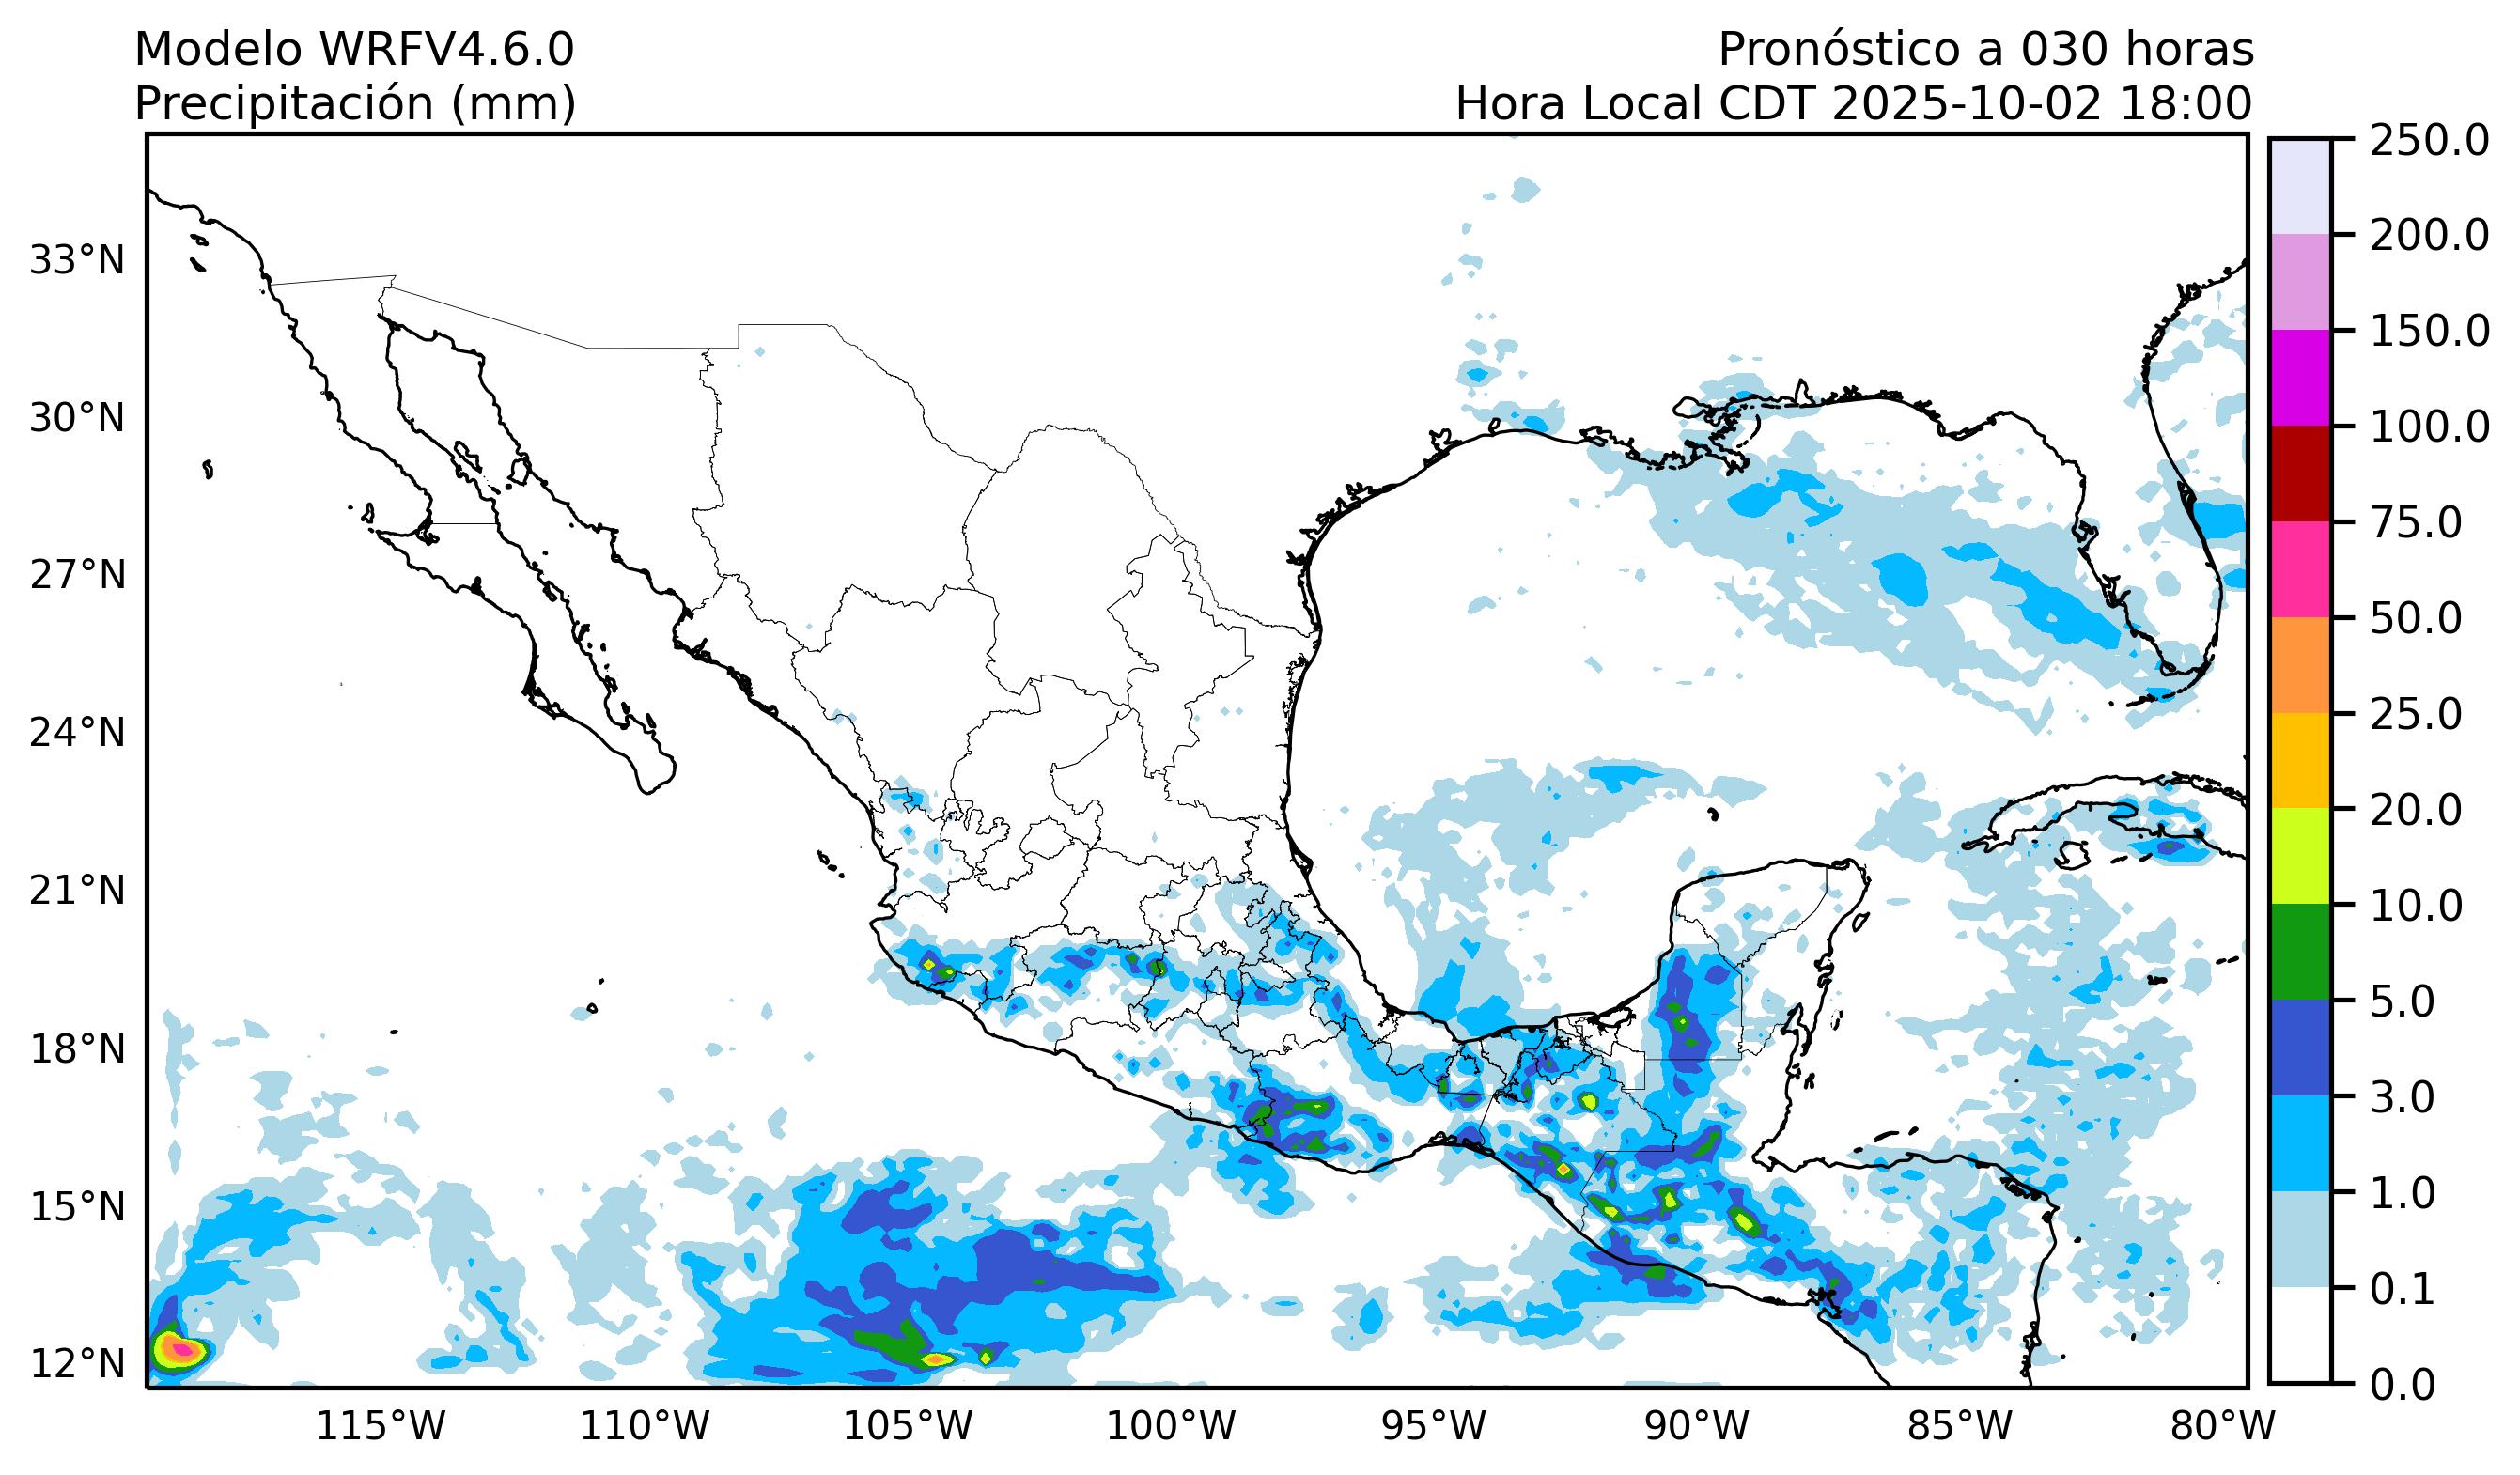 Modelo WRFV4.6.0
Precipitación (mm)
Pronóstico a 030 horas
Hora Local CDT 2025-10-02 18:00
33°N
30°N
27°N
24°N
21°N
18°N
15°N
12°N
115°W
110°W
105°W
100°W
95°W
90°W
85°W
80°W
250.0
200.0
150.0
100.0
75.0
50.0
25.0
20.0
10.0
5.0
3.0
1.0
0.1
0.0